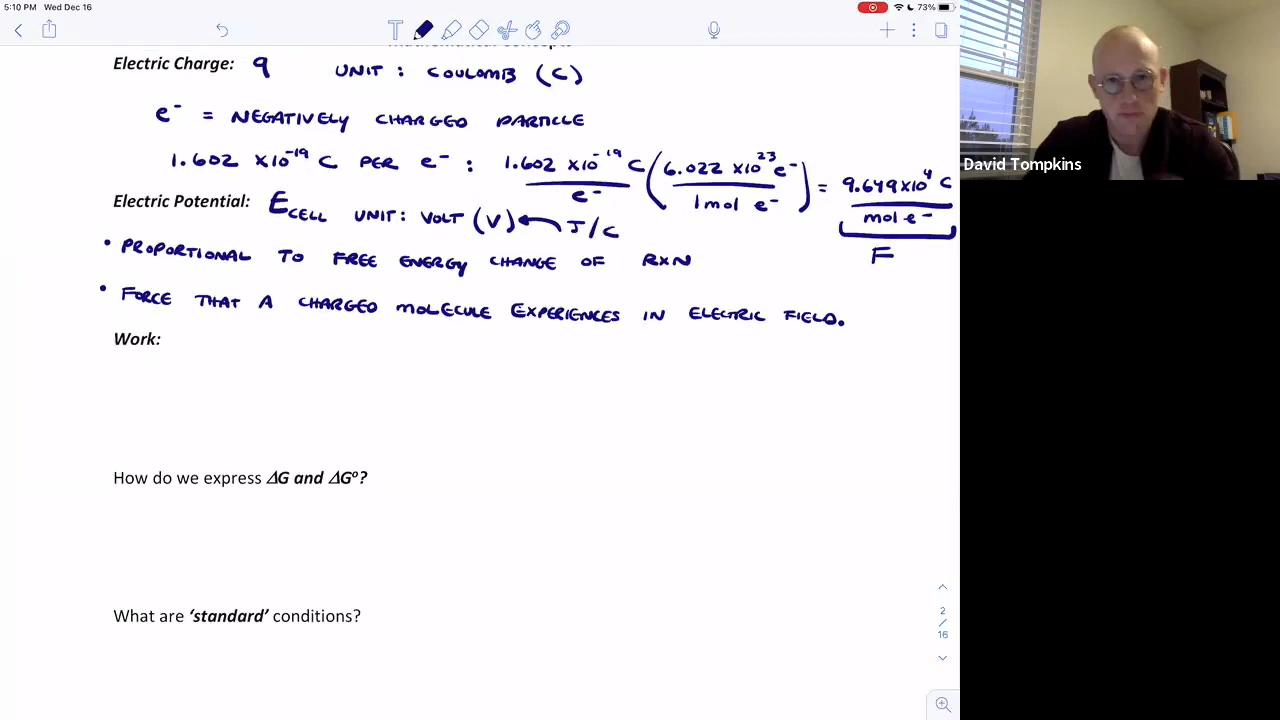 5:10 PM Wed Dec 16
73%
Electric Charge: q UNIT : COULOMB (C)
e⁻ = NEGATIVELY CHARGED PARTICLE
1.602 x10⁻¹⁹ C PER e⁻ : 1.602 x10⁻¹⁹ C / e⁻ (6.022 x10²³ e⁻ / 1 mol e⁻) = 9.649x10⁴ C / mol e⁻
F
Electric Potential: E_CELL UNIT: VOLT (V) ← J/C
• PROPORTIONAL TO FREE ENERGY CHANGE OF RXN
• FORCE THAT A CHARGED MOLECULE EXPERIENCES IN ELECTRIC FIELD.
Work:
How do we express ΔG and ΔGº?
What are ‘standard’ conditions?
2
/
16
David Tompkins